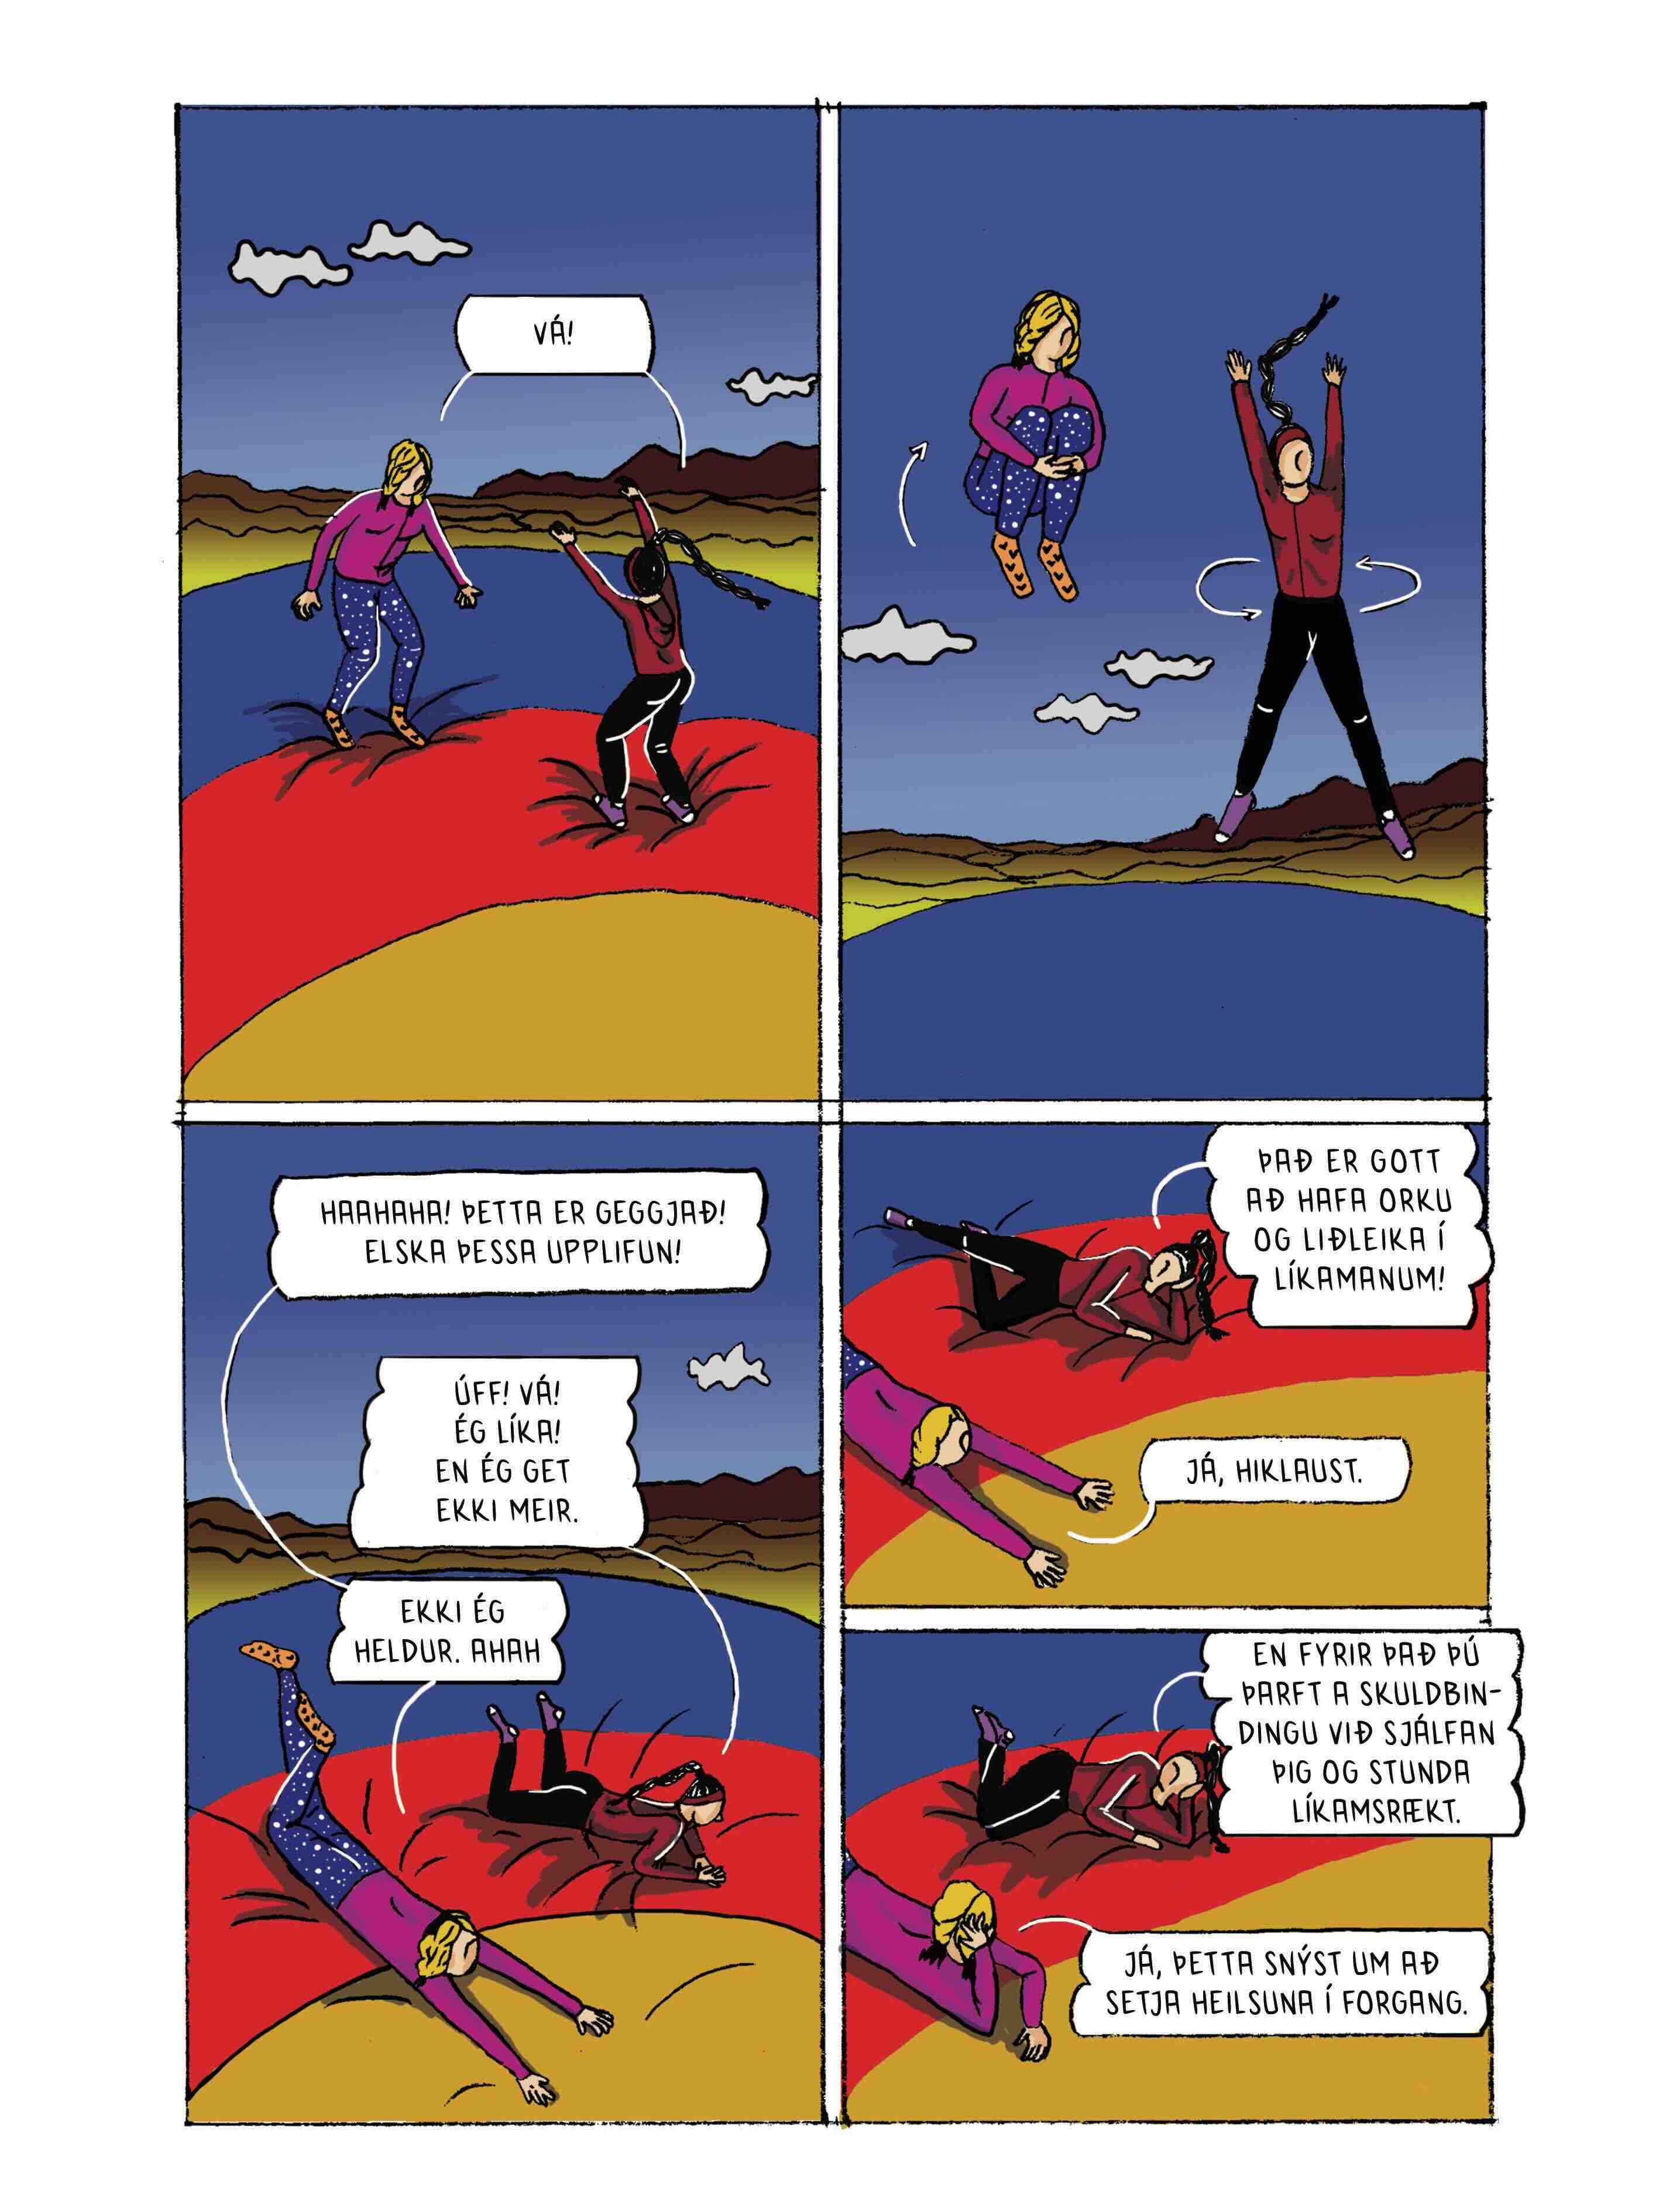 VÁ!
HAAHAHA! ÞETTA ER GEGGJAÐ!
ELSKA ÞESSA UPPLIFUN!
ÚFF! VÁ!
ÉG LÍKA!
EN ÉG GET
EKKI MEIR.
EKKI ÉG
HELDUR. AHAH
ÞAÐ ER GOTT
AÐ HAFA ORKU
OG LIÐLEIKA Í
LÍKAMANUM!
JÁ, HIKLAUST.
EN FYRIR ÞAÐ ÞÚ
ÞARFT A SKULDBIN-
DINGU VIÐ SJÁLFAN
ÞIG OG STUNDA
LÍKAMSRÆKT.
JÁ, ÞETTA SNÝST UM AÐ
SETJA HEILSUNA Í FORGANG.